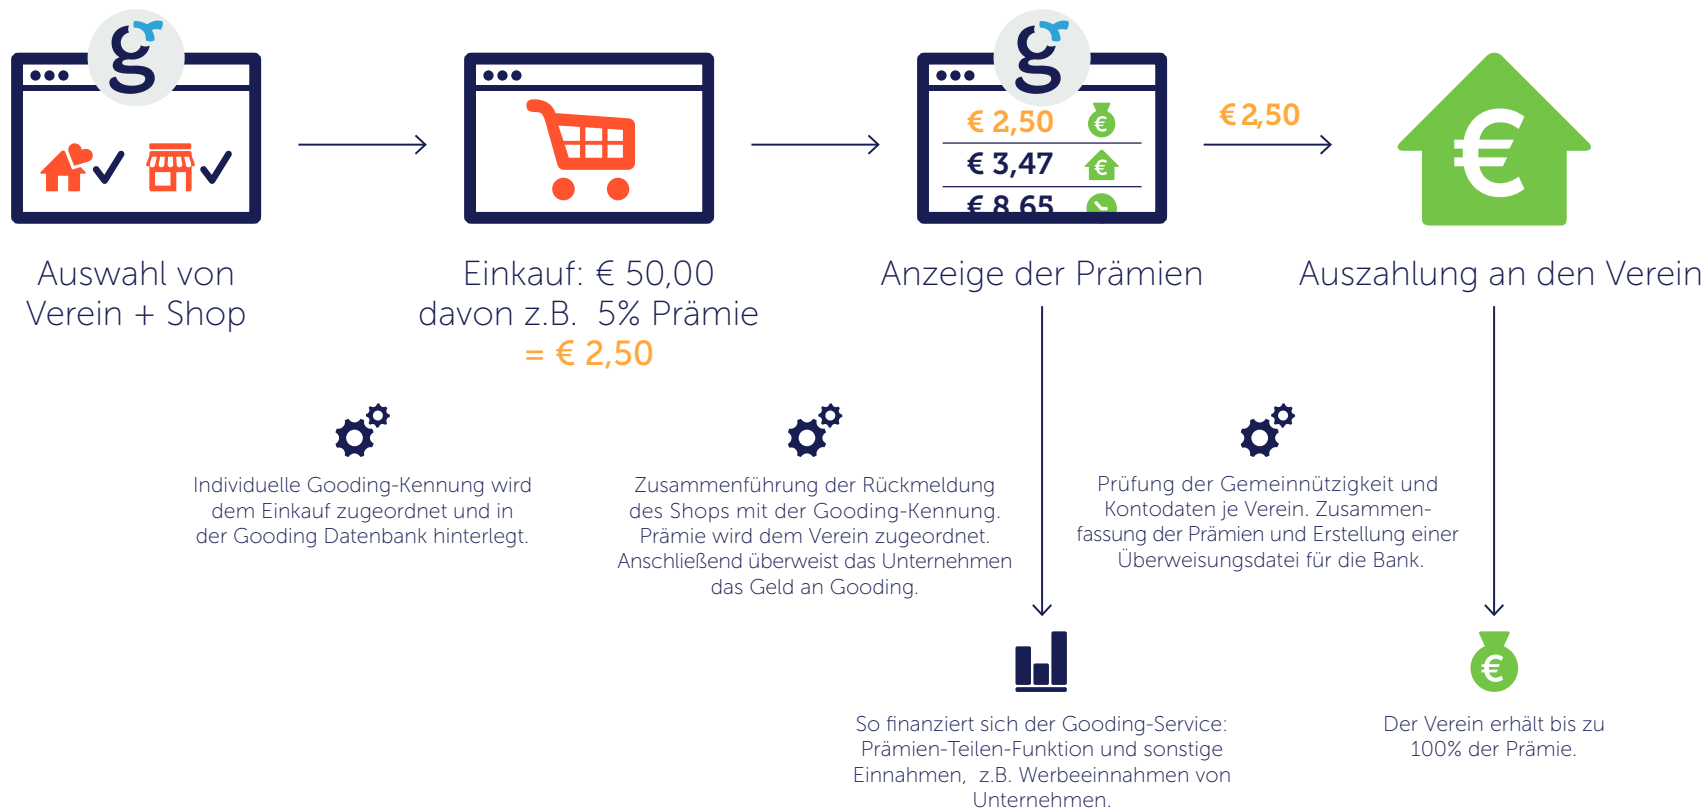 g
g
€ 2,50
€
€ 3,47
€
€ 8,65
€ 2,50
€
Auswahl von
Verein + Shop
Einkauf: € 50,00
davon z.B. 5% Prämie
= € 2,50
Anzeige der Prämien
Auszahlung an den Verein
Individuelle Gooding-Kennung wird
dem Einkauf zugeordnet und in
der Gooding Datenbank hinterlegt.
Zusammenführung der Rückmeldung
des Shops mit der Gooding-Kennung.
Prämie wird dem Verein zugeordnet.
Anschließend überweist das Unternehmen
das Geld an Gooding.
Prüfung der Gemeinnützigkeit und
Kontodaten je Verein. Zusammen-
fassung der Prämien und Erstellung einer
Überweisungsdatei für die Bank.
So finanziert sich der Gooding-Service:
Prämien-Teilen-Funktion und sonstige
Einnahmen, z.B. Werbeeinnahmen von
Unternehmen.
€
Der Verein erhält bis zu
100% der Prämie.